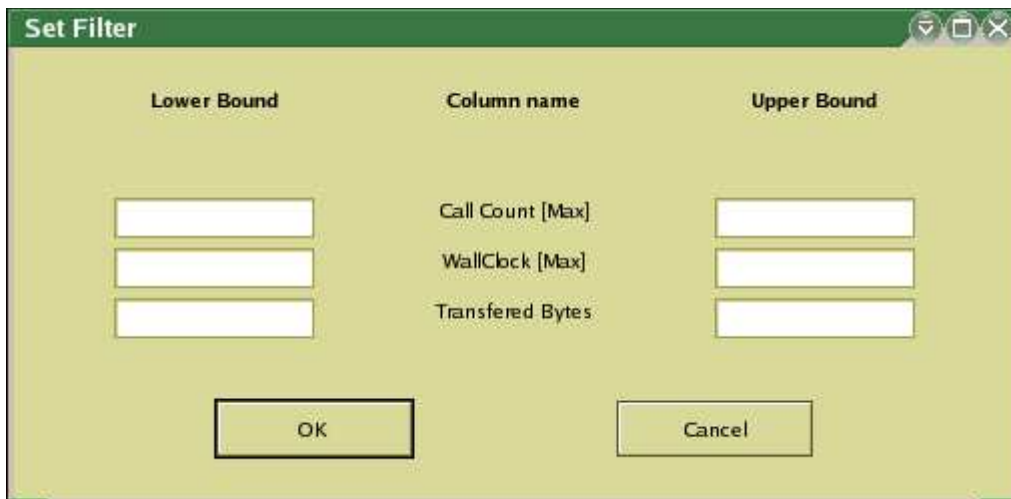 Set Filter
Lower Bound Column name Upper Bound
Call Count [Max]
WallClock [Max]
Transfered Bytes
OK Cancel